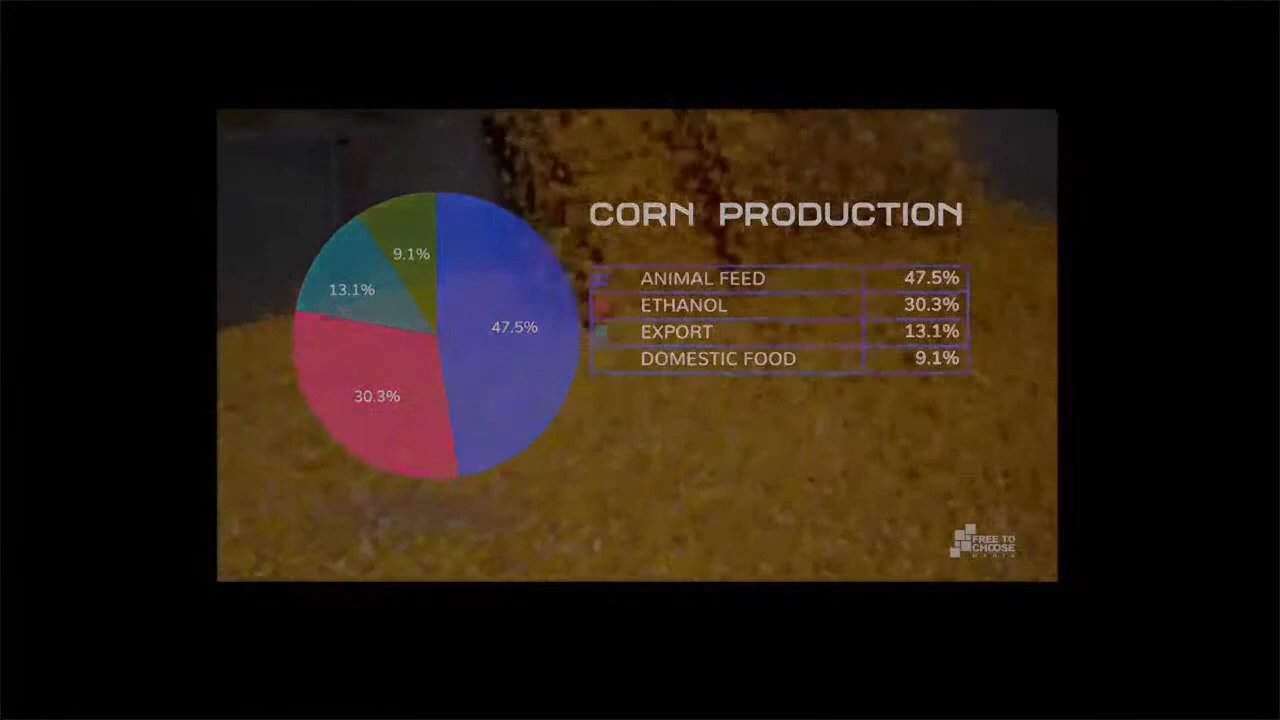 CORN PRODUCTION
9.1%
13.1%
47.5%
30.3%
ANIMAL FEED 47.5%
ETHANOL 30.3%
EXPORT 13.1%
DOMESTIC FOOD 9.1%
FREE TO
CHOOSE
MEDIA